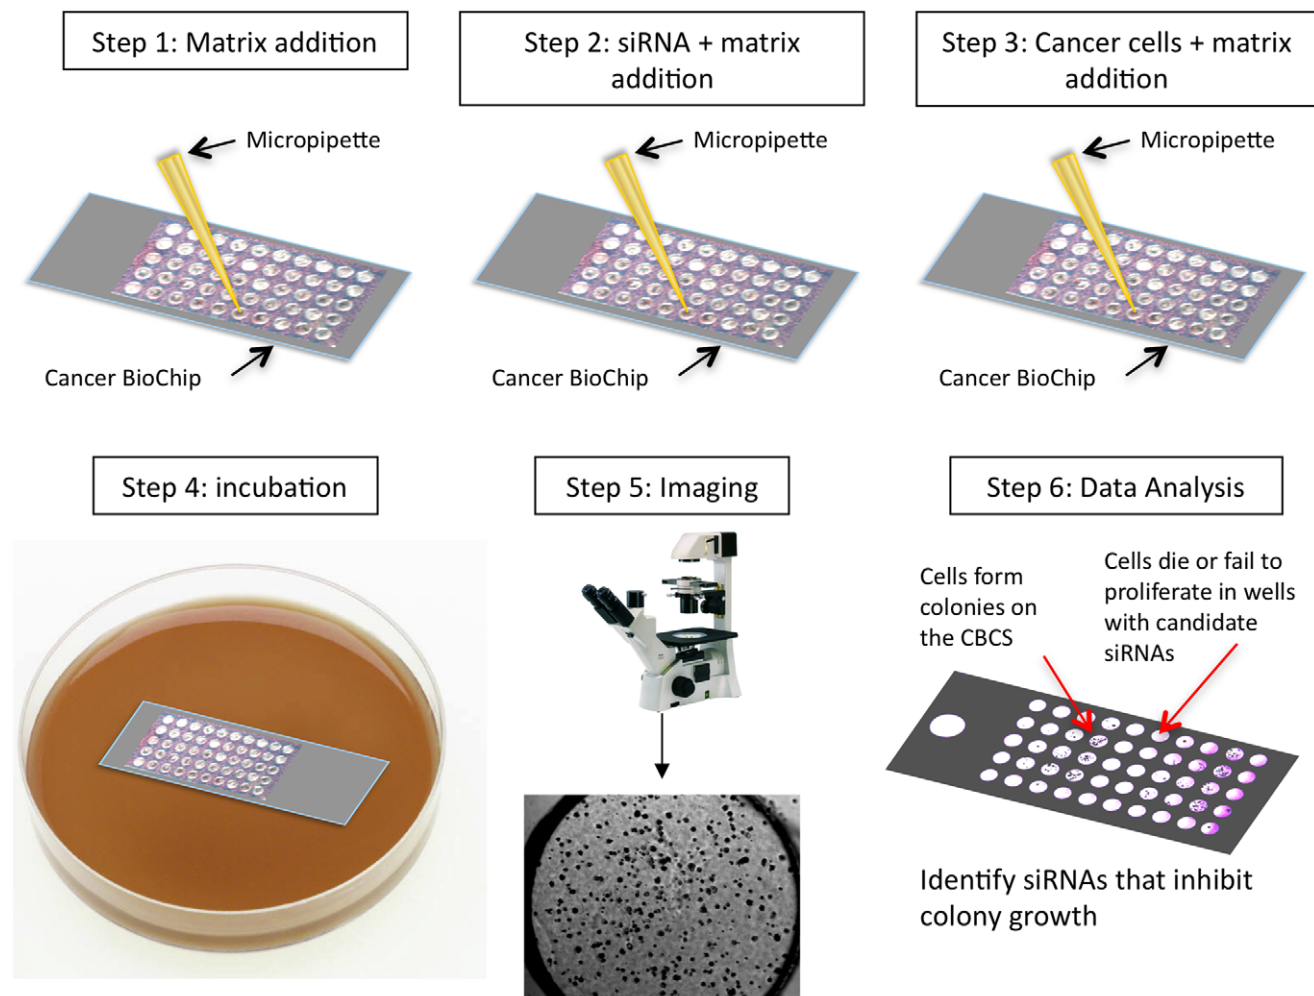 Step 1: Matrix addition
Step 2: siRNA + matrix
addition
Step 3: Cancer cells + matrix
addition
Micropipette
Micropipette
Micropipette
Cancer BioChip
Cancer BioChip
Cancer BioChip
Step 4: incubation
Step 5: Imaging
Step 6: Data Analysis
Cells form
colonies on
the CBCS
Cells die or fail to
proliferate in wells
with candidate
siRNAs
Identify siRNAs that inhibit
colony growth